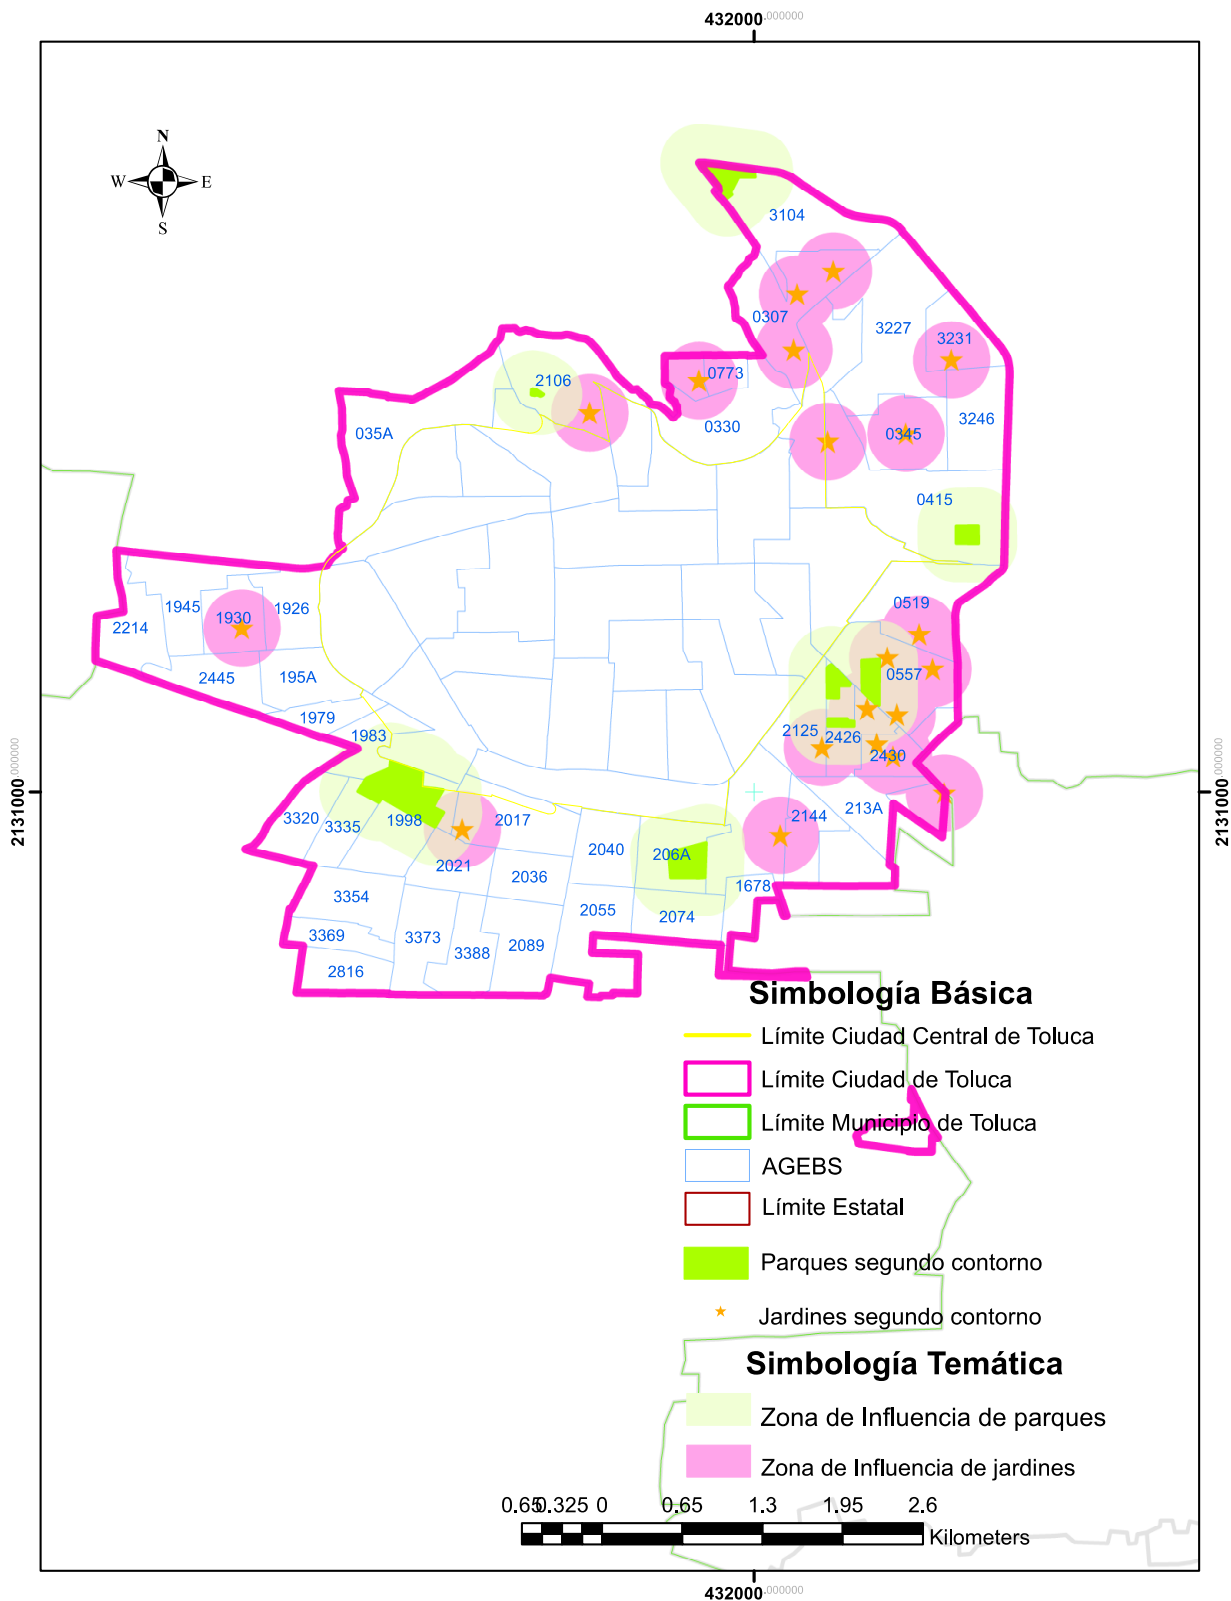 432000.000000
N
W E
S
3104
0307
3227
3231
0773
2106
3246
035A
0330
0345
0415
1945
1926
0519
1930
2214
2445
195A
0557
1979
1983
2125
2426
2430
2131000.000000
2131000.000000
213A
3320
3335
1998
2017
2144
2040
206A
2021
2036
1678
3354
2055
2074
3369
3373
3388
2089
2816
Simbología Básica
Límite Ciudad Central de Toluca
Límite Ciudad de Toluca
Límite Municipio de Toluca
AGEBS
Límite Estatal
Parques segundo contorno
Jardines segundo contorno
Simbología Temática
Zona de Influencia de parques
Zona de Influencia de jardines
0.65 0.325 0 0.65 1.3 1.95 2.6
Kilometers
432000.000000